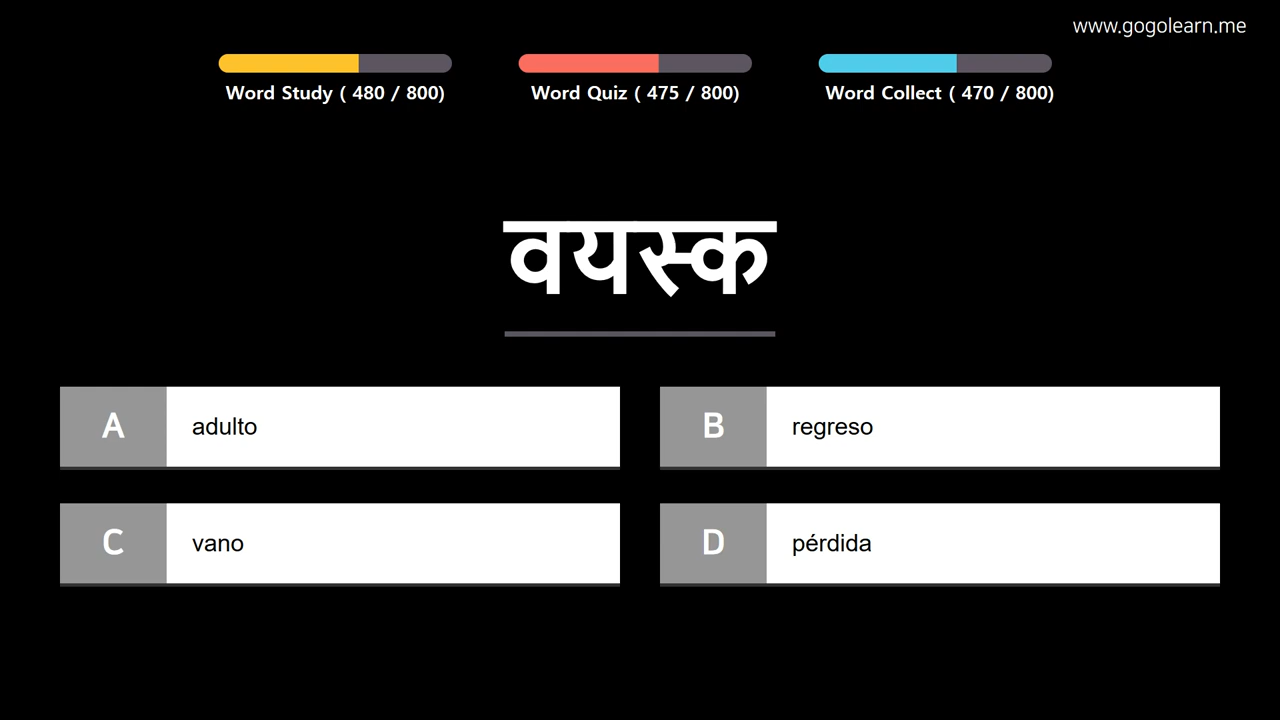 www.gogolearn.me
Word Study ( 480 / 800)
Word Quiz ( 475 / 800)
Word Collect ( 470 / 800)
वयस्क
A adulto
B regreso
C vano
D pérdida